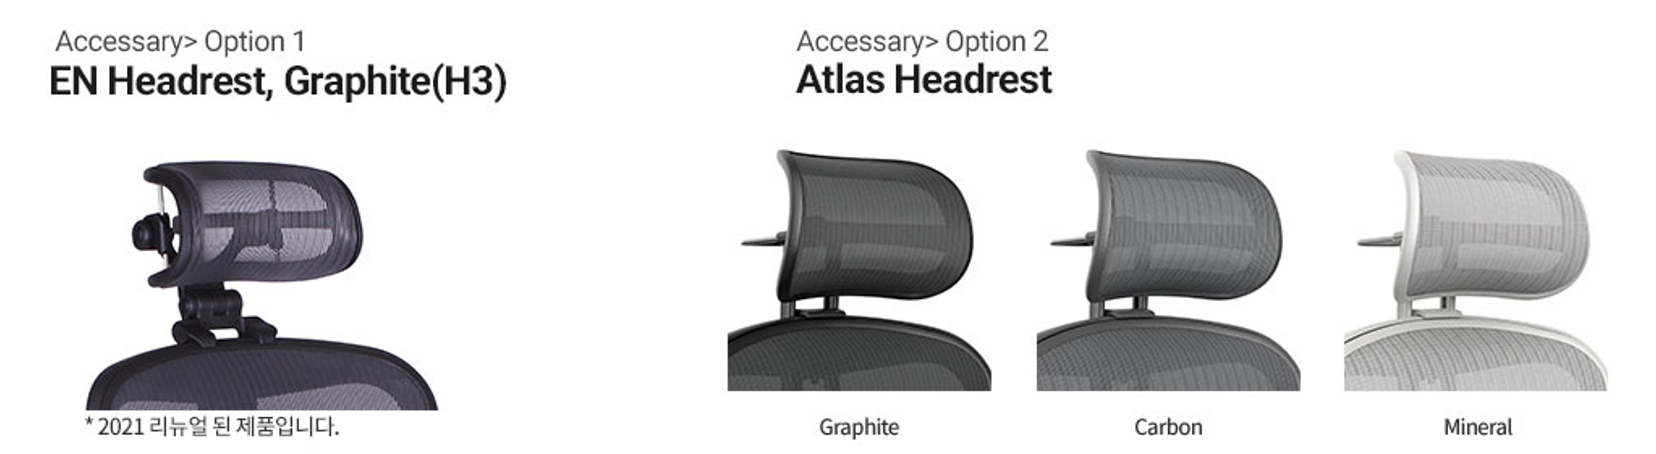 Accessary> Option 1
EN Headrest, Graphite(H3)
* 2021 리뉴얼 된 제품입니다.
Accessary> Option 2
Atlas Headrest
Graphite
Carbon
Mineral